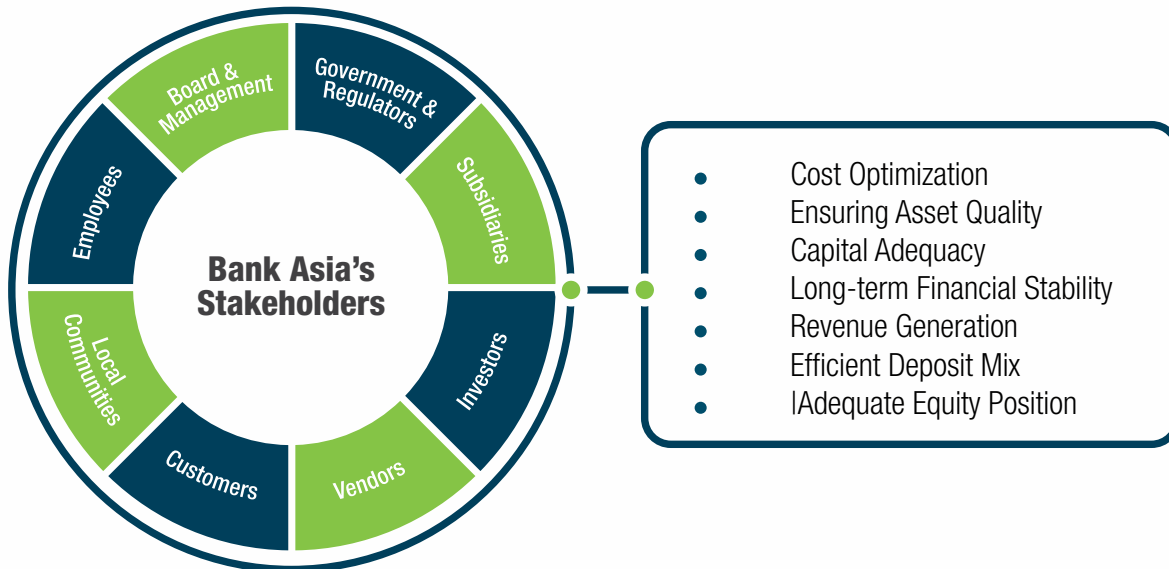 Board &
Management
Government &
Regulators
Subsidiaries
Investors
Vendors
Customers
Local
Communities
Employees
Bank Asia's
Stakeholders
• Cost Optimization
• Ensuring Asset Quality
• Capital Adequacy
• Long-term Financial Stability
• Revenue Generation
• Efficient Deposit Mix
• |Adequate Equity Position